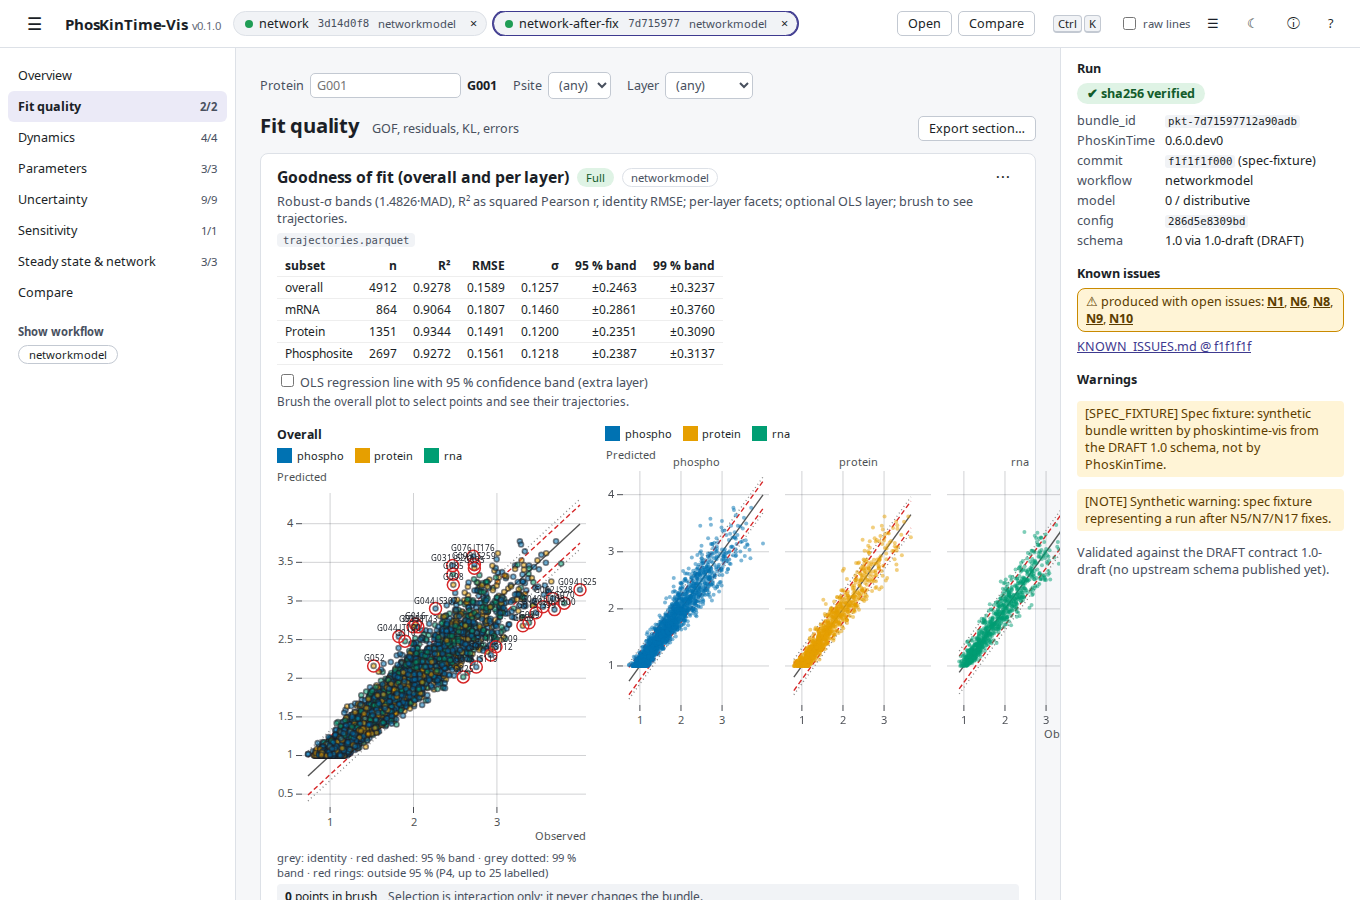 ☰ PhosKinTime-Vis v0.1.0 network 3d14d0f8 networkmodel × network-after-fix 7d715977 networkmodel × Open Compare Ctrl K raw lines ☰ ☾ ⓘ ?
Overview
Fit quality 2/2
Dynamics 4/4
Parameters 3/3
Uncertainty 9/9
Sensitivity 1/1
Steady state & network 3/3
Compare
Show workflow
networkmodel
Protein G001 G001 Psite (any) Layer (any)
Fit quality GOF, residuals, KL, errors Export section...
Goodness of fit (overall and per layer) Full networkmodel ...
Robust-σ bands (1.4826·MAD), R² as squared Pearson r, identity RMSE; per-layer facets; optional OLS layer; brush to see
trajectories.
trajectories.parquet
subset n R² RMSE σ 95 % band 99 % band
overall 4912 0.9278 0.1589 0.1257 ±0.2463 ±0.3237
mRNA 864 0.9064 0.1807 0.1460 ±0.2861 ±0.3760
Protein 1351 0.9344 0.1491 0.1200 ±0.2351 ±0.3090
Phosphosite 2697 0.9272 0.1561 0.1218 ±0.2387 ±0.3137
OLS regression line with 95 % confidence band (extra layer)
Brush the overall plot to select points and see their trajectories.
Overall
phospho protein rna
Predicted
4
3.5
3
2.5
2
1.5
1
0.5
1 2 3
Observed
G052
grey: identity · red dashed: 95 % band · grey dotted: 99 %
band · red rings: outside 95 % (P4, up to 25 labelled)
0 points in brush Selection is interaction only; it never changes the bundle.
phospho protein rna
Predicted
phospho protein rna
4
3
2
1
1 2 3 1 2 3 1 2 3
Ob
Run
✔ sha256 verified
bundle_id pkt-7d71597712a90adb
PhosKinTime 0.6.0.dev0
commit f1f1f1f000 (spec-fixture)
workflow networkmodel
model 0 / distributive
config 286d5e8309bd
schema 1.0 via 1.0-draft (DRAFT)
Known issues
⚠ produced with open issues: N1, N6, N8,
N9, N10
KNOWN_ISSUES.md @ f1f1f1f
Warnings
[SPEC_FIXTURE] Spec fixture: synthetic
bundle written by phoskintime-vis from
the DRAFT 1.0 schema, not by
PhosKinTime.
[NOTE] Synthetic warning: spec fixture
representing a run after N5/N7/N17 fixes.
Validated against the DRAFT contract 1.0-
draft (no upstream schema published yet).